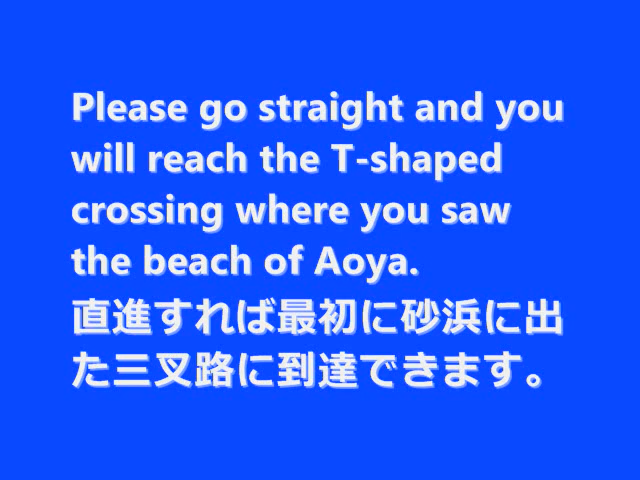 Please go straight and you
will reach the T-shaped
crossing where you saw
the beach of Aoya.
直進すれば最初に砂浜に出
た三叉路に到達できます。